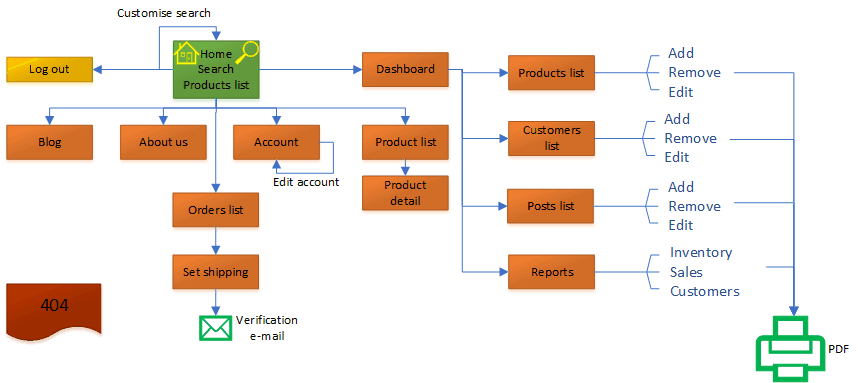 Customise search
Log out
Home
Search
Products list
Dashboard
Products list
Add
Remove
Edit
Blog
About us
Account
Product list
Customers
list
Add
Remove
Edit
Edit account
Product
detail
Orders list
Posts list
Add
Remove
Edit
Set shipping
Reports
Inventory
Sales
Customers
404
Verification
e-mail
PDF